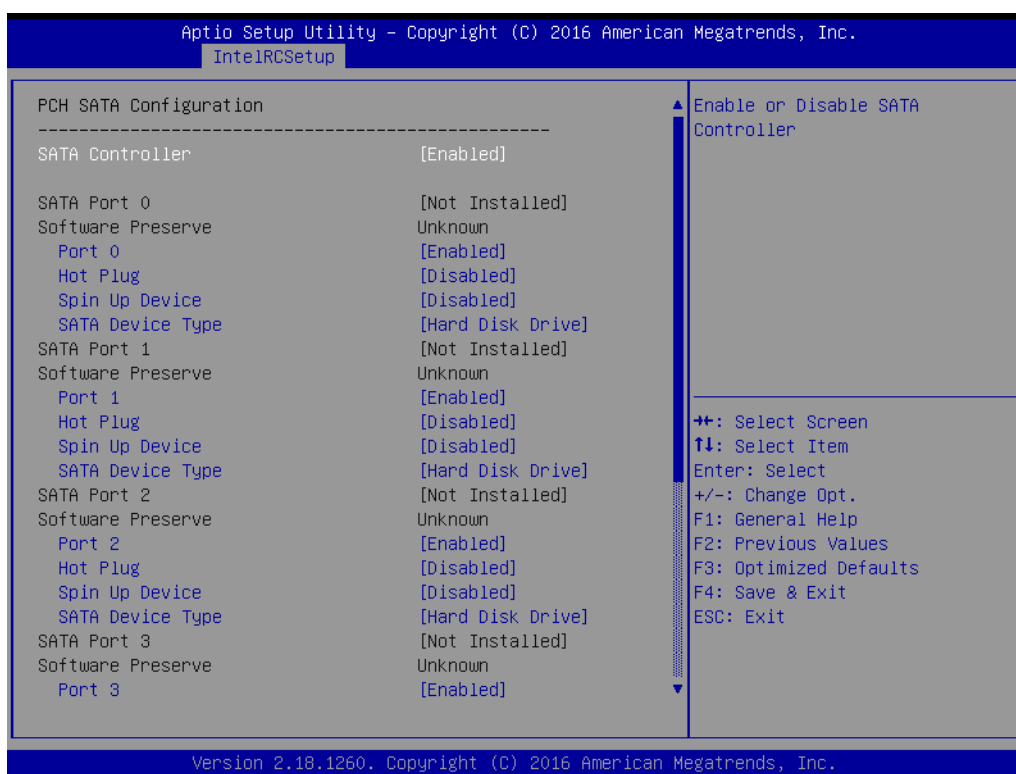 Aptio Setup Utility – Copyright (C) 2016 American Megatrends, Inc.
IntelRCSetup
PCH SATA Configuration
--------------------------------------------------
SATA Controller [Enabled]
SATA Port 0 [Not Installed]
Software Preserve Unknown
Port 0 [Enabled]
Hot Plug [Disabled]
Spin Up Device [Disabled]
SATA Device Type [Hard Disk Drive]
SATA Port 1 [Not Installed]
Software Preserve Unknown
Port 1 [Enabled]
Hot Plug [Disabled]
Spin Up Device [Disabled]
SATA Device Type [Hard Disk Drive]
SATA Port 2 [Not Installed]
Software Preserve Unknown
Port 2 [Enabled]
Hot Plug [Disabled]
Spin Up Device [Disabled]
SATA Device Type [Hard Disk Drive]
SATA Port 3 [Not Installed]
Software Preserve Unknown
Port 3 [Enabled]
Enable or Disable SATA
Controller
→←: Select Screen
↑↓: Select Item
Enter: Select
+/-: Change Opt.
F1: General Help
F2: Previous Values
F3: Optimized Defaults
F4: Save & Exit
ESC: Exit
Version 2.18.1260. Copyright (C) 2016 American Megatrends, Inc.